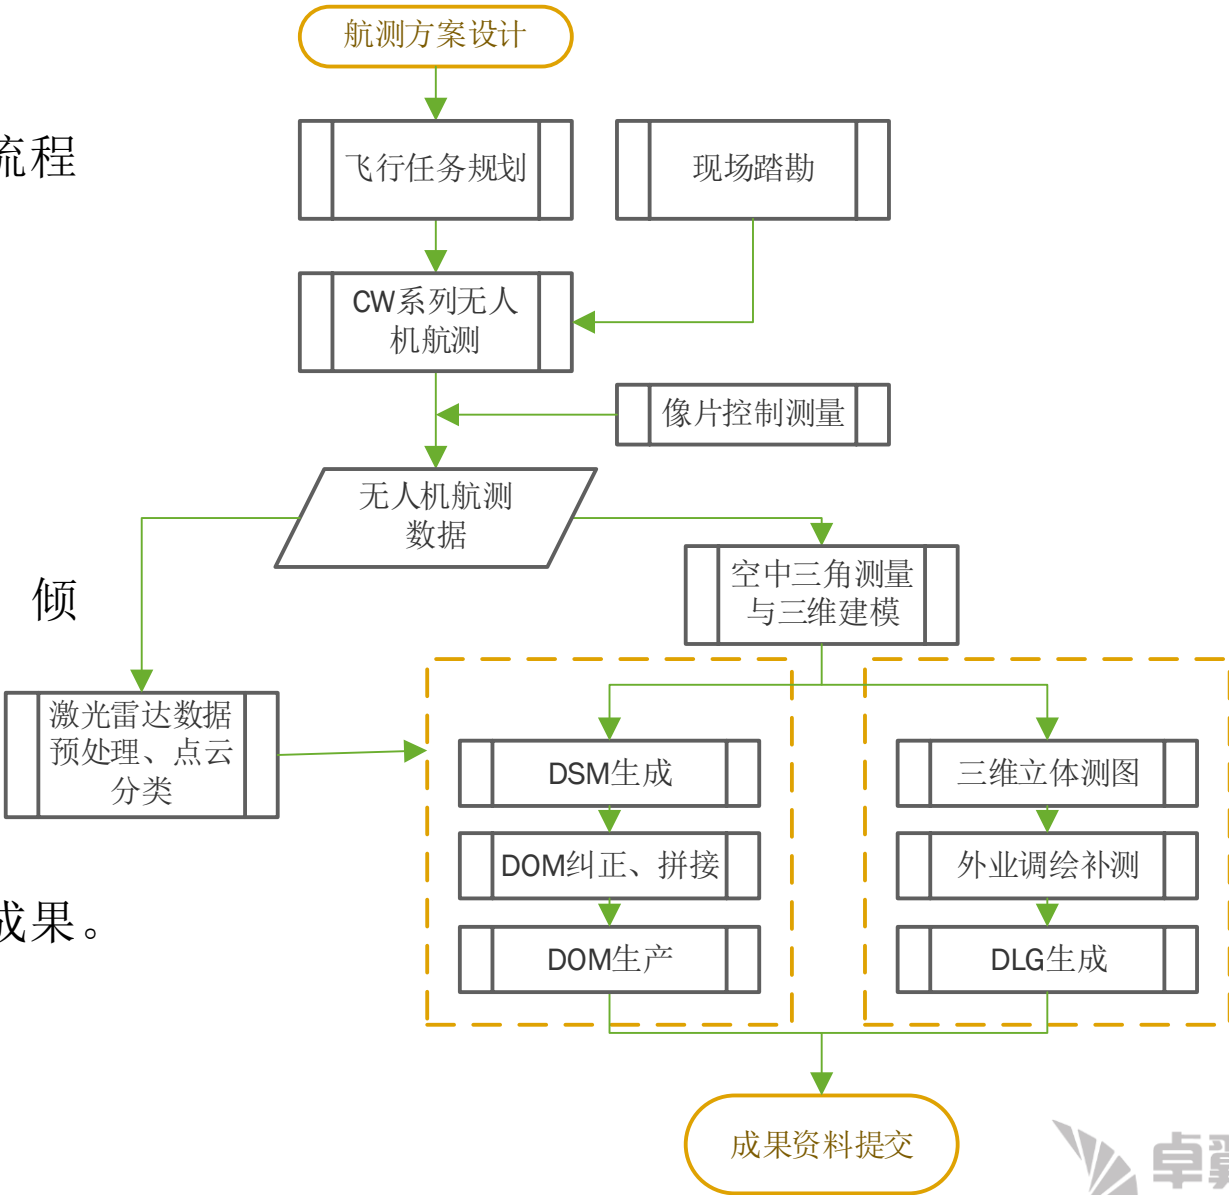 航测方案设计
流程
飞行任务规划
现场踏勘
CW系列无人
机航测
像片控制测量
无人机航测
数据
空中三角测量
与三维建模
倾
激光雷达数据
预处理、点云
分类
DSM生成
三维立体测图
DOM纠正、拼接
外业调绘补测
成果。
DOM生产
DLG生成
成果资料提交
卓翼